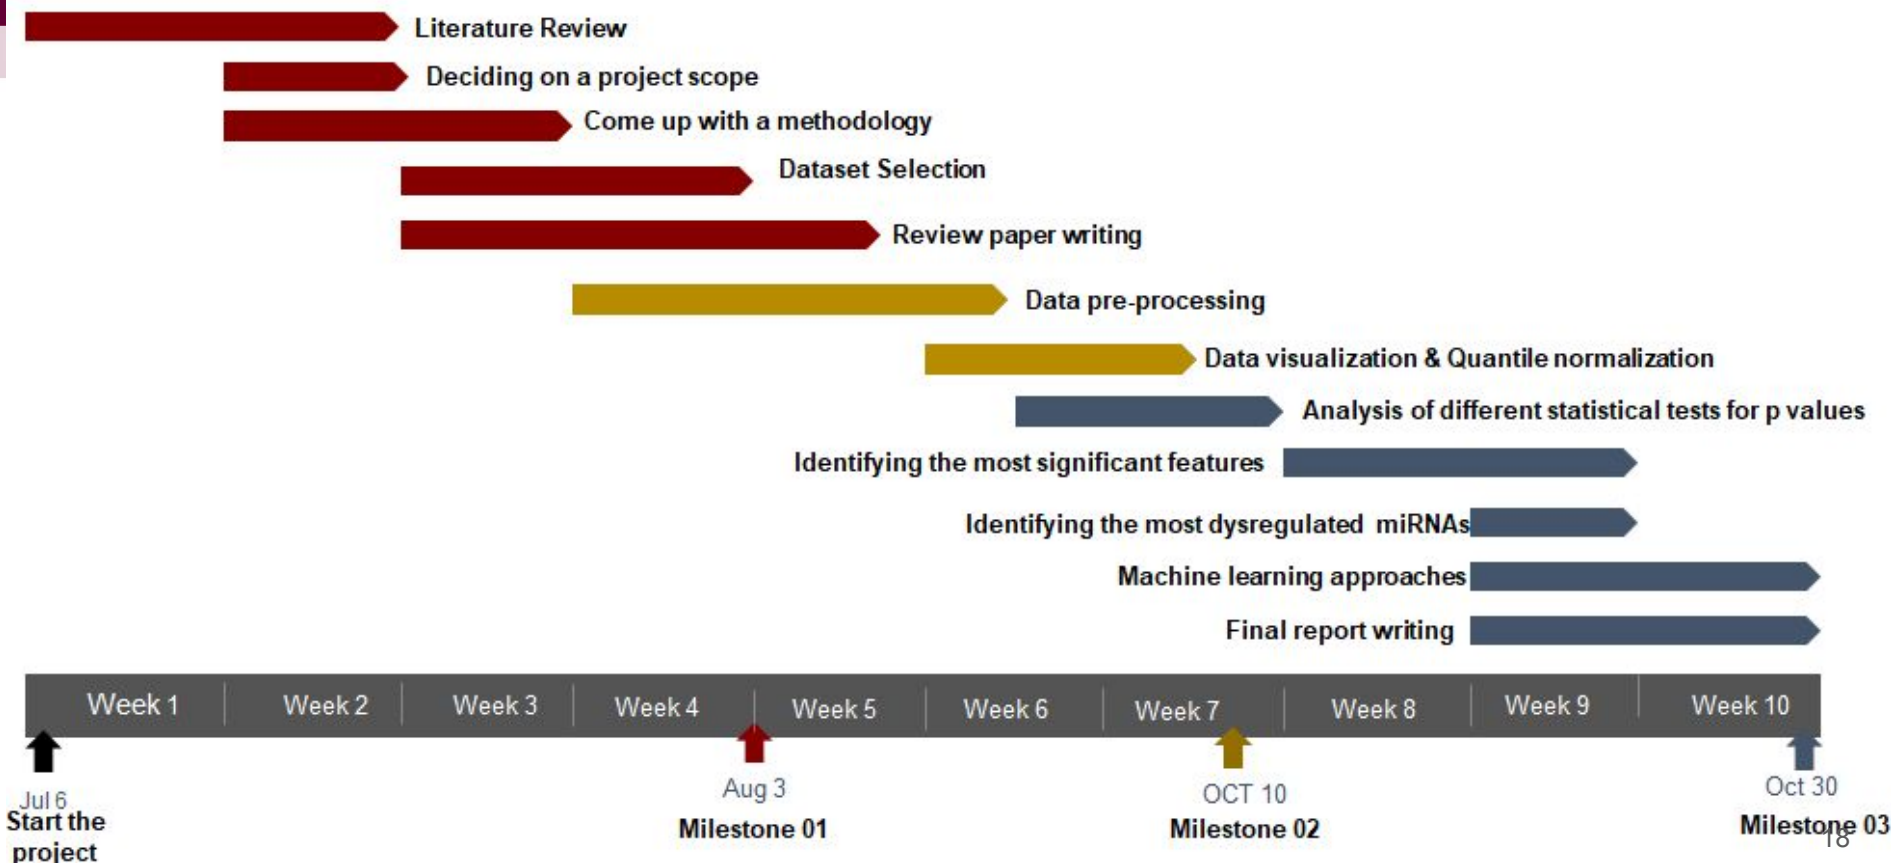 Literature Review
Deciding on a project scope
Come up with a methodology
Dataset Selection
Review paper writing
Data pre-processing
Data visualization & Quantile normalization
Analysis of different statistical tests for p values
Identifying the most significant features
Identifying the most dysregulated miRNAs
Machine learning approaches
Final report writing
Week 1 Week 2 Week 3 Week 4 Week 5 Week 6 Week 7 Week 8 Week 9 Week 10
Jul 6
Start the
project
Aug 3
Milestone 01
OCT 10
Milestone 02
Oct 30
Milestone 03
18